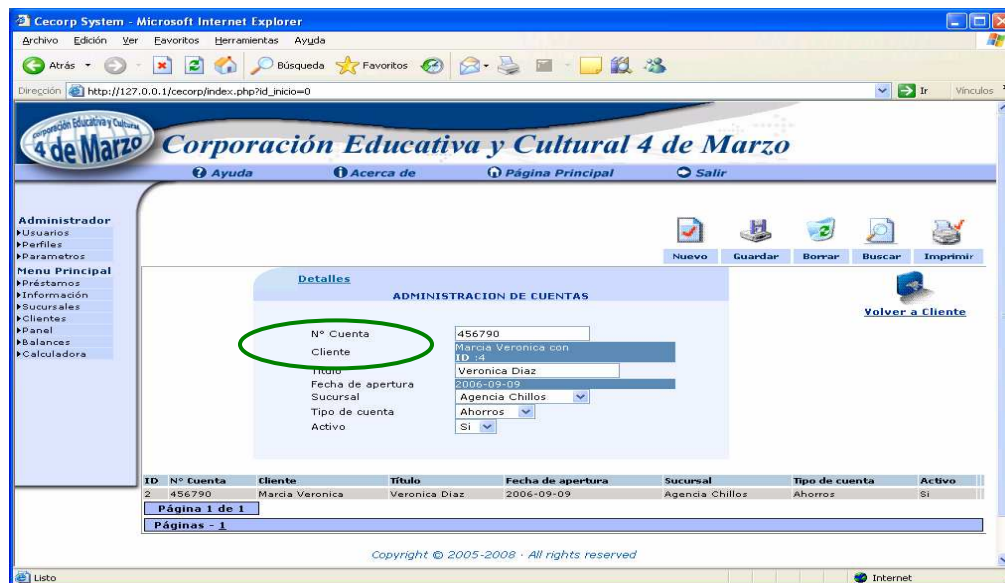 Cecorp System - Microsoft Internet Explorer
Archivo Edición Ver Favoritos Herramientas Ayuda
Atrás Búsqueda Favoritos
Dirección http://127.0.0.1/cecorp/index.php?id_inicio=0 Ir Vínculos
Corporación Educativa y Cultural
4 de Marzo
Corporación Educativa y Cultural 4 de Marzo
Ayuda Acerca de Página Principal Salir
Administrador
Usuarios
Perfiles
Parametros
Menu Principal
Préstamos
Información
Sucursales
Clientes
Panel
Balances
Calculadora
Nuevo Guardar Borrar Buscar Imprimir
Detalles
ADMINISTRACION DE CUENTAS
Volver a Cliente
Nº Cuenta 456790
Cliente Marcia Veronica con
ID :4
Título Veronica Diaz
Fecha de apertura 2006-09-09
Sucursal Agencia Chillos
Tipo de cuenta Ahorros
Activo Si
ID Nº Cuenta Cliente Título Fecha de apertura Sucursal Tipo de cuenta Activo
2 456790 Marcia Veronica Veronica Diaz 2006-09-09 Agencia Chillos Ahorros Si
Página 1 de 1
Páginas - 1
Copyright © 2005-2008 · All rights reserved
Listo Internet